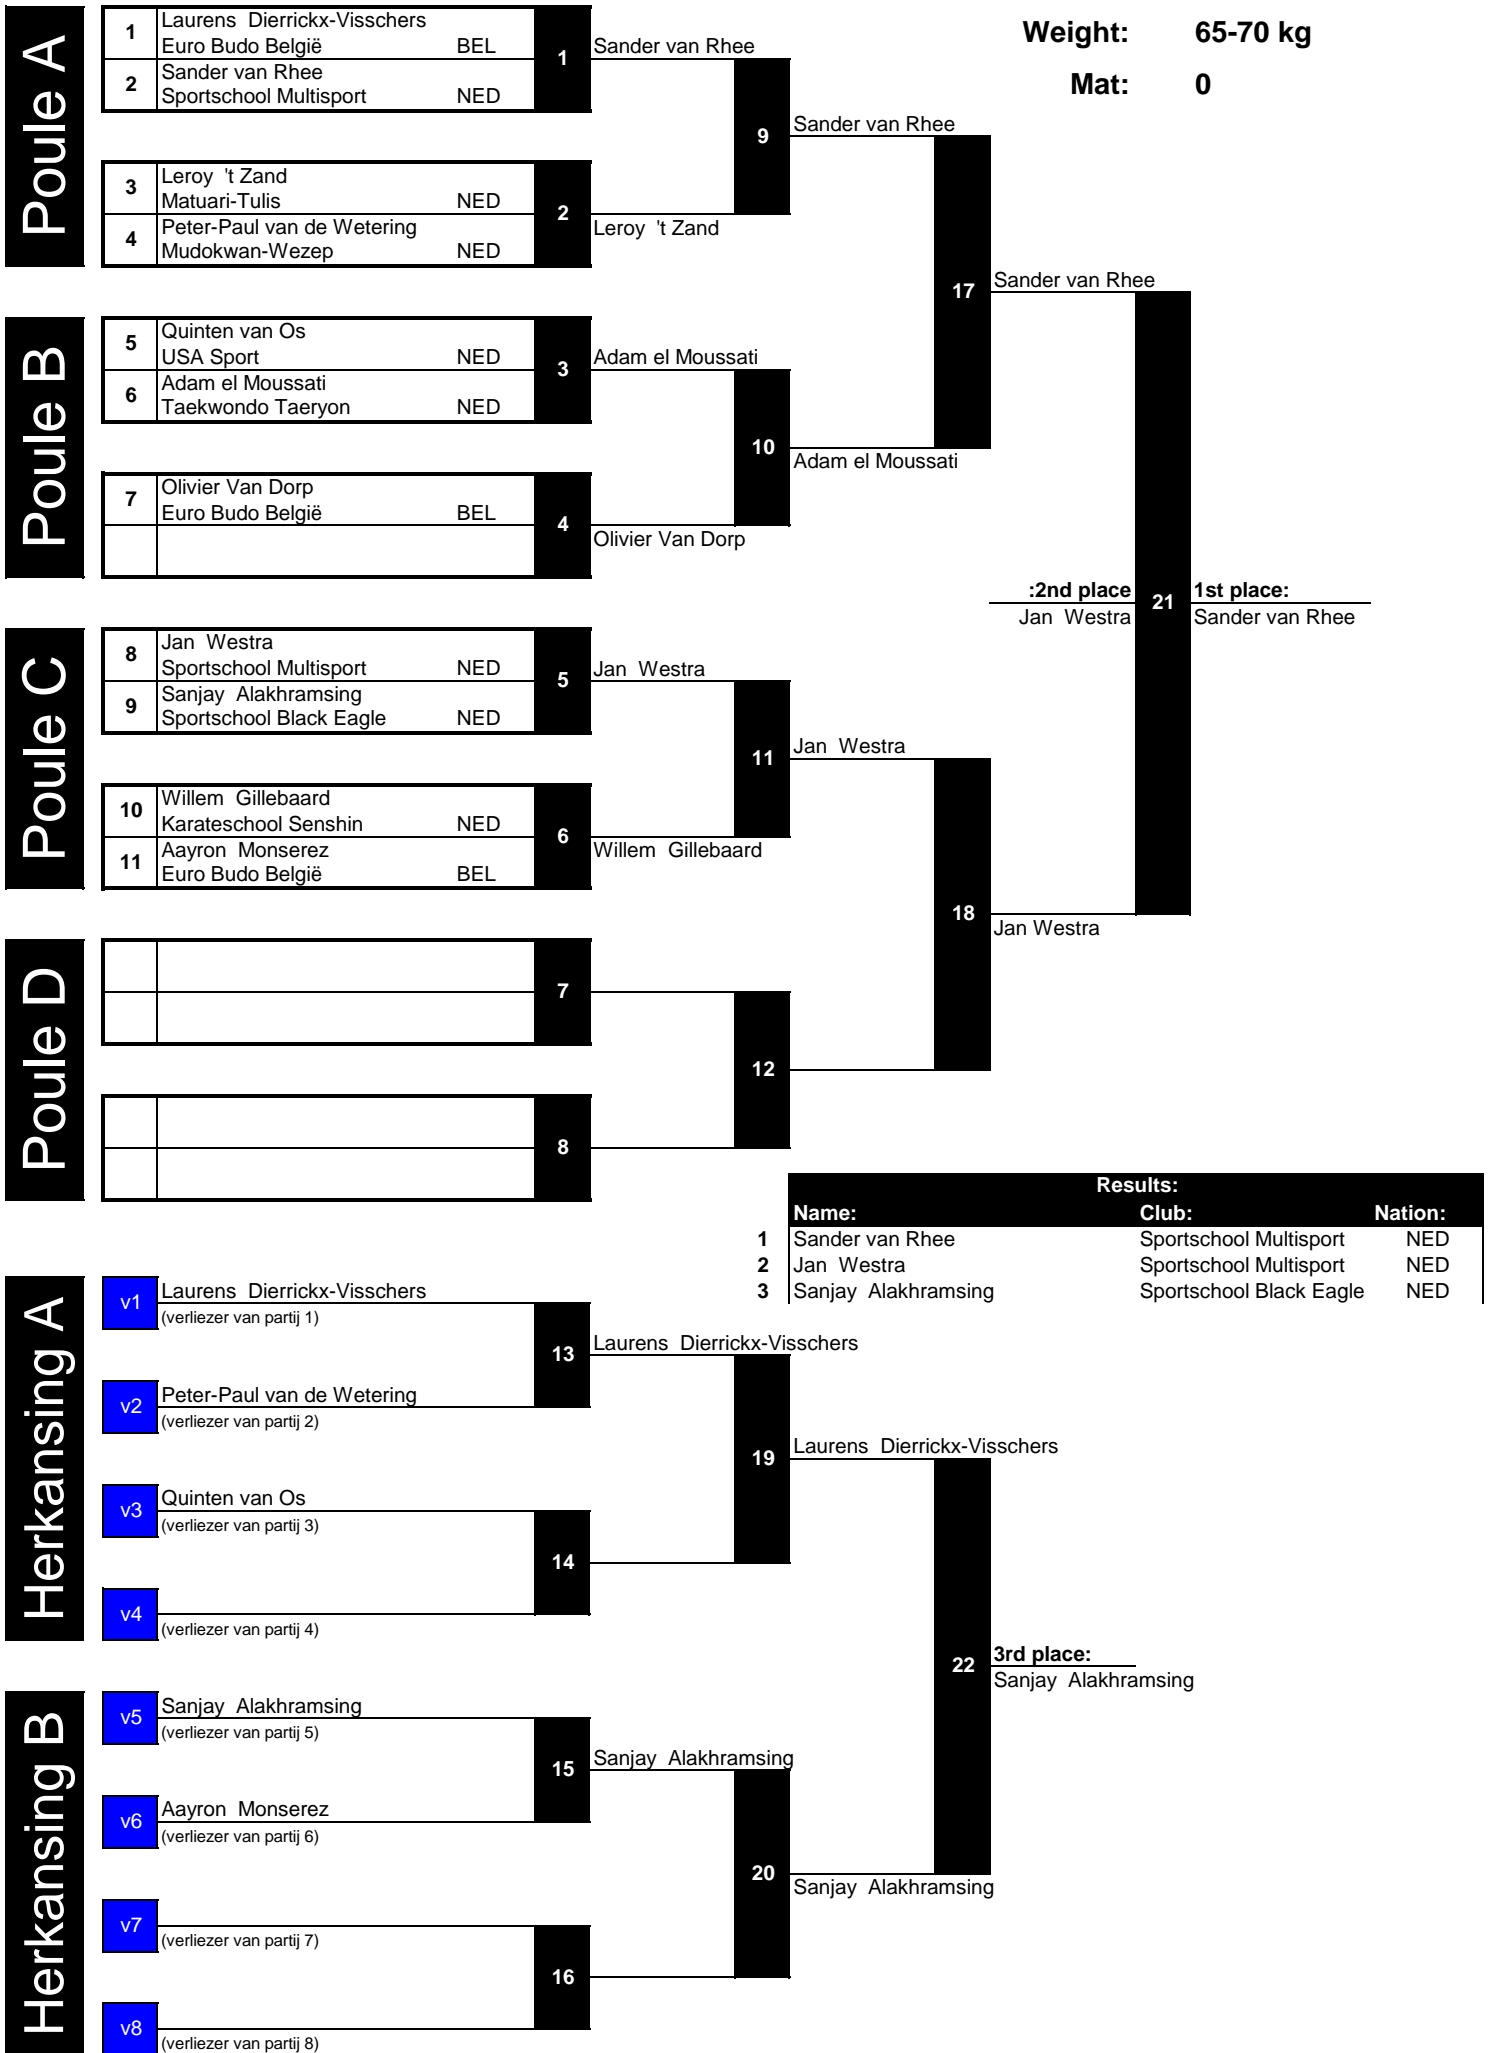 Weight: 65-70 kg
Mat: 0
Poule A
1 Laurens Dierrickx-Visschers
Euro Budo België BEL
2 Sander van Rhee
Sportschool Multisport NED
1
Sander van Rhee
3 Leroy 't Zand
Matuari-Tulis NED
4 Peter-Paul van de Wetering
Mudokwan-Wezep NED
2
Leroy 't Zand
9
Sander van Rhee
Poule B
5 Quinten van Os
USA Sport NED
6 Adam el Moussati
Taekwondo Taeryon NED
3
Adam el Moussati
7 Olivier Van Dorp
Euro Budo België BEL
4
Olivier Van Dorp
10
Adam el Moussati
17
Sander van Rhee
Poule C
8 Jan Westra
Sportschool Multisport NED
9 Sanjay Alakhramsing
Sportschool Black Eagle NED
5
Jan Westra
10 Willem Gillebaard
Karateschool Senshin NED
11 Aayron Monserez
Euro Budo België BEL
6
Willem Gillebaard
11
Jan Westra
Poule D
7
8
12
18
Jan Westra
:2nd place 21 1st place:
Jan Westra Sander van Rhee
Results:
Name: Club: Nation:
1 Sander van Rhee Sportschool Multisport NED
2 Jan Westra Sportschool Multisport NED
3 Sanjay Alakhramsing Sportschool Black Eagle NED
Herkansing A
v1 Laurens Dierrickx-Visschers
(verliezer van partij 1)
13
Laurens Dierrickx-Visschers
v2 Peter-Paul van de Wetering
(verliezer van partij 2)
19
Laurens Dierrickx-Visschers
v3 Quinten van Os
(verliezer van partij 3)
14
v4
(verliezer van partij 4)
22
3rd place:
Sanjay Alakhramsing
Herkansing B
v5 Sanjay Alakhramsing
(verliezer van partij 5)
15
Sanjay Alakhramsing
v6 Aayron Monserez
(verliezer van partij 6)
20
Sanjay Alakhramsing
v7
(verliezer van partij 7)
16
v8
(verliezer van partij 8)